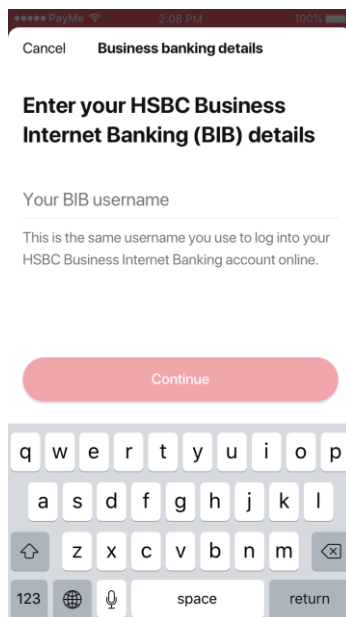 ●●●●● PayMe 2:08 PM 100%
Cancel Business banking details
Enter your HSBC Business
Internet Banking (BIB) details
Your BIB username
This is the same username you use to log into your
HSBC Business Internet Banking account online.
Continue
q w e r t y u i o p
a s d f g h j k l
z x c v b n m
123 space return